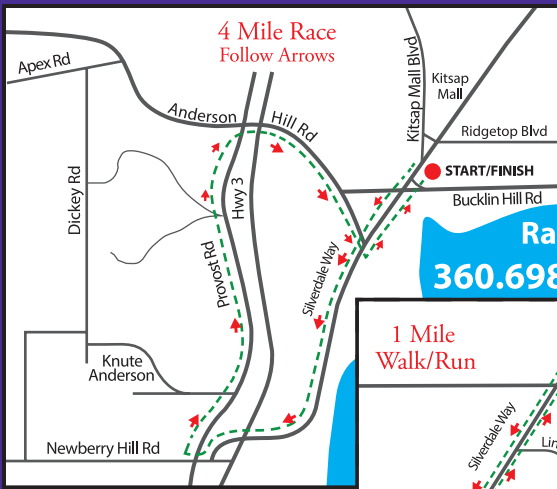 4 Mile Race
Follow Arrows
Apex Rd
Kitsap Mall Blvd
Kitsap
Mall
Anderson
Hill Rd
Ridgetop Blvd
START/FINISH
Dickey Rd
Hwy 3
Bucklin Hill Rd
Provost Rd
Silverdale Way
Ra
360.698
1 Mile
Walk/Run
Knute
Anderson
Newberry Hill Rd
Silverdale Way
Lin